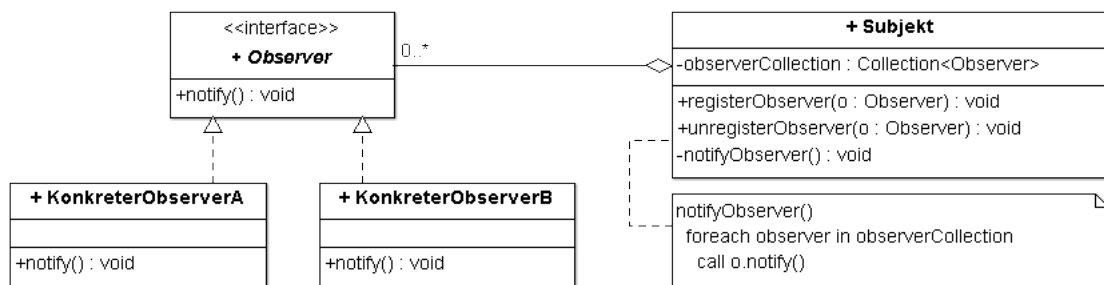 <<interface>>
+ Observer
+notify() : void
0..*
+ Subjekt
-observerCollection : Collection<Observer>
+registerObserver(o : Observer) : void
+unregisterObserver(o : Observer) : void
-notifyObserver() : void
+ KonkreterObserverA
+notify() : void
+ KonkreterObserverB
+notify() : void
notifyObserver()
foreach observer in observerCollection
call o.notify()